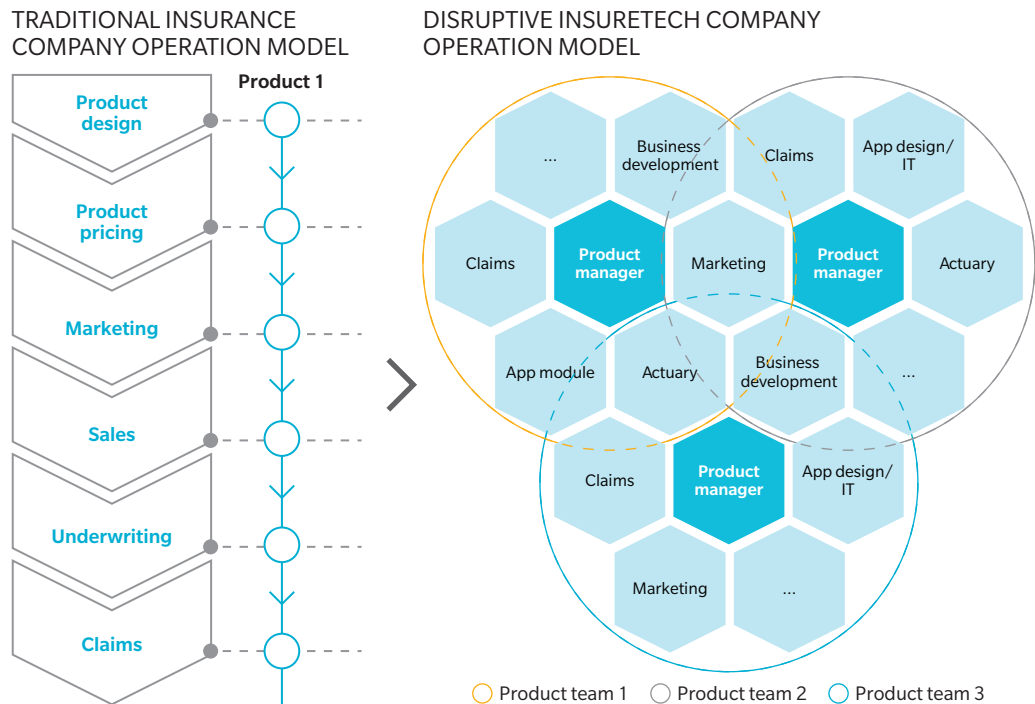 TRADITIONAL INSURANCE
COMPANY OPERATION MODEL
Product 1
Product
design
Product
pricing
Marketing
Sales
Underwriting
Claims
DISRUPTIVE INSURETECH COMPANY
OPERATION MODEL
...
Business
development
Claims
App design/
IT
Claims
Product
manager
Marketing
Product
manager
Actuary
App module
Actuary
Business
development
...
Claims
Product
manager
App design/
IT
Marketing
...
Product team 1
Product team 2
Product team 3